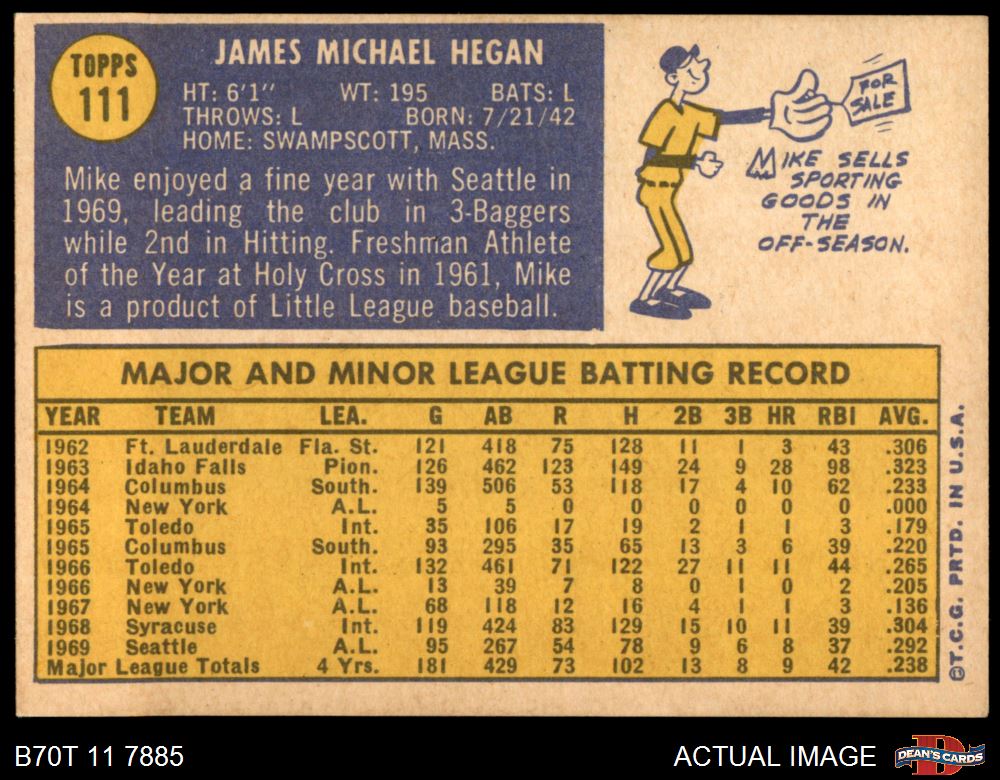 TOPPS
111
JAMES MICHAEL HEGAN
HT: 6'1" WT: 195 BATS: L
THROWS: L BORN: 7/21/42
HOME: SWAMPSCOTT, MASS.
Mike enjoyed a fine year with Seattle in
1969, leading the club in 3-Baggers
while 2nd in Hitting. Freshman Athlete
of the Year at Holy Cross in 1961, Mike
is a product of Little League baseball.
FOR
SALE
MIKE SELLS
SPORTING
GOODS IN
THE
OFF-SEASON.
MAJOR AND MINOR LEAGUE BATTING RECORD
YEAR TEAM LEA. G AB R H 2B 3B HR RBI AVG.
1962 Ft. Lauderdale Fla. St. 121 418 75 128 11 1 3 43 .306
1963 Idaho Falls Pion. 126 462 123 149 24 9 28 98 .323
1964 Columbus South. 139 506 53 118 17 4 10 62 .233
1964 New York A.L. 5 5 0 0 0 0 0 0 .000
1965 Toledo Int. 35 106 17 19 2 1 1 3 .179
1965 Columbus South. 93 295 35 65 13 3 6 39 .220
1966 Toledo Int. 132 461 71 122 27 11 11 44 .265
1966 New York A.L. 13 39 7 8 0 1 0 2 .205
1967 New York A.L. 68 118 12 16 4 1 1 3 .136
1968 Syracuse Int. 119 424 83 129 15 10 11 39 .304
1969 Seattle A.L. 95 267 54 78 9 6 8 37 .292
Major League Totals 4 Yrs. 181 429 73 102 13 8 9 42 .238
©T.C.G. PRTD. IN U.S.A.
B70T 11 7885
ACTUAL IMAGE
D
DEAN'S CARDS